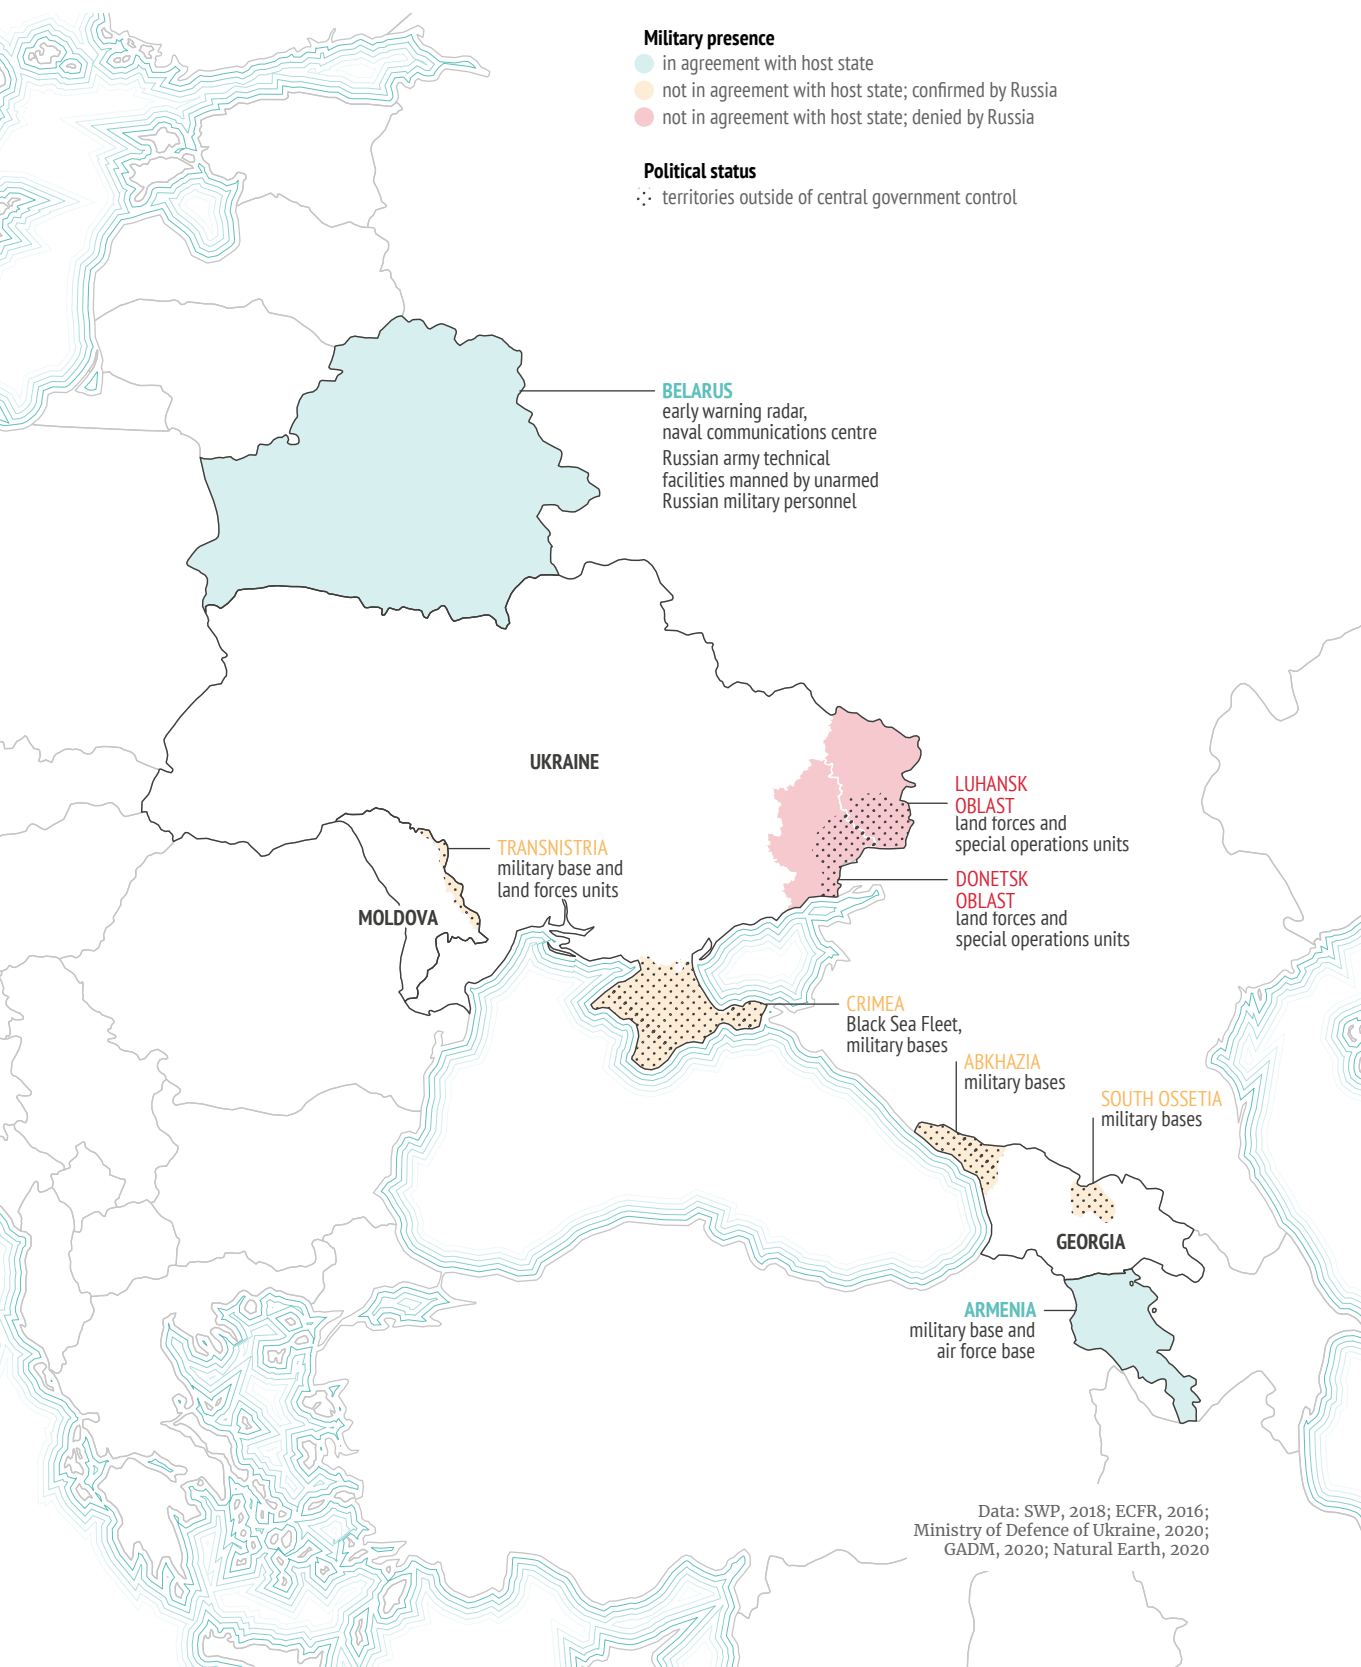 Military presence
in agreement with host state
not in agreement with host state; confirmed by Russia
not in agreement with host state; denied by Russia
Political status
territories outside of central government control
BELARUS
early warning radar,
naval communications centre
Russian army technical
facilities manned by unarmed
Russian military personnel
UKRAINE
LUHANSK
OBLAST
land forces and
special operations units
TRANSNISTRIA
military base and
land forces units
DONETSK
OBLAST
land forces and
special operations units
MOLDOVA
CRIMEA
Black Sea Fleet,
military bases
ABKHAZIA
military bases
SOUTH OSSETIA
military bases
GEORGIA
ARMENIA
military base and
air force base
Data: SWP, 2018; ECFR, 2016;
Ministry of Defence of Ukraine, 2020;
GADM, 2020; Natural Earth, 2020